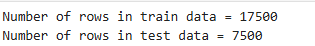 Number of rows in train data = 17500
Number of rows in test data = 7500